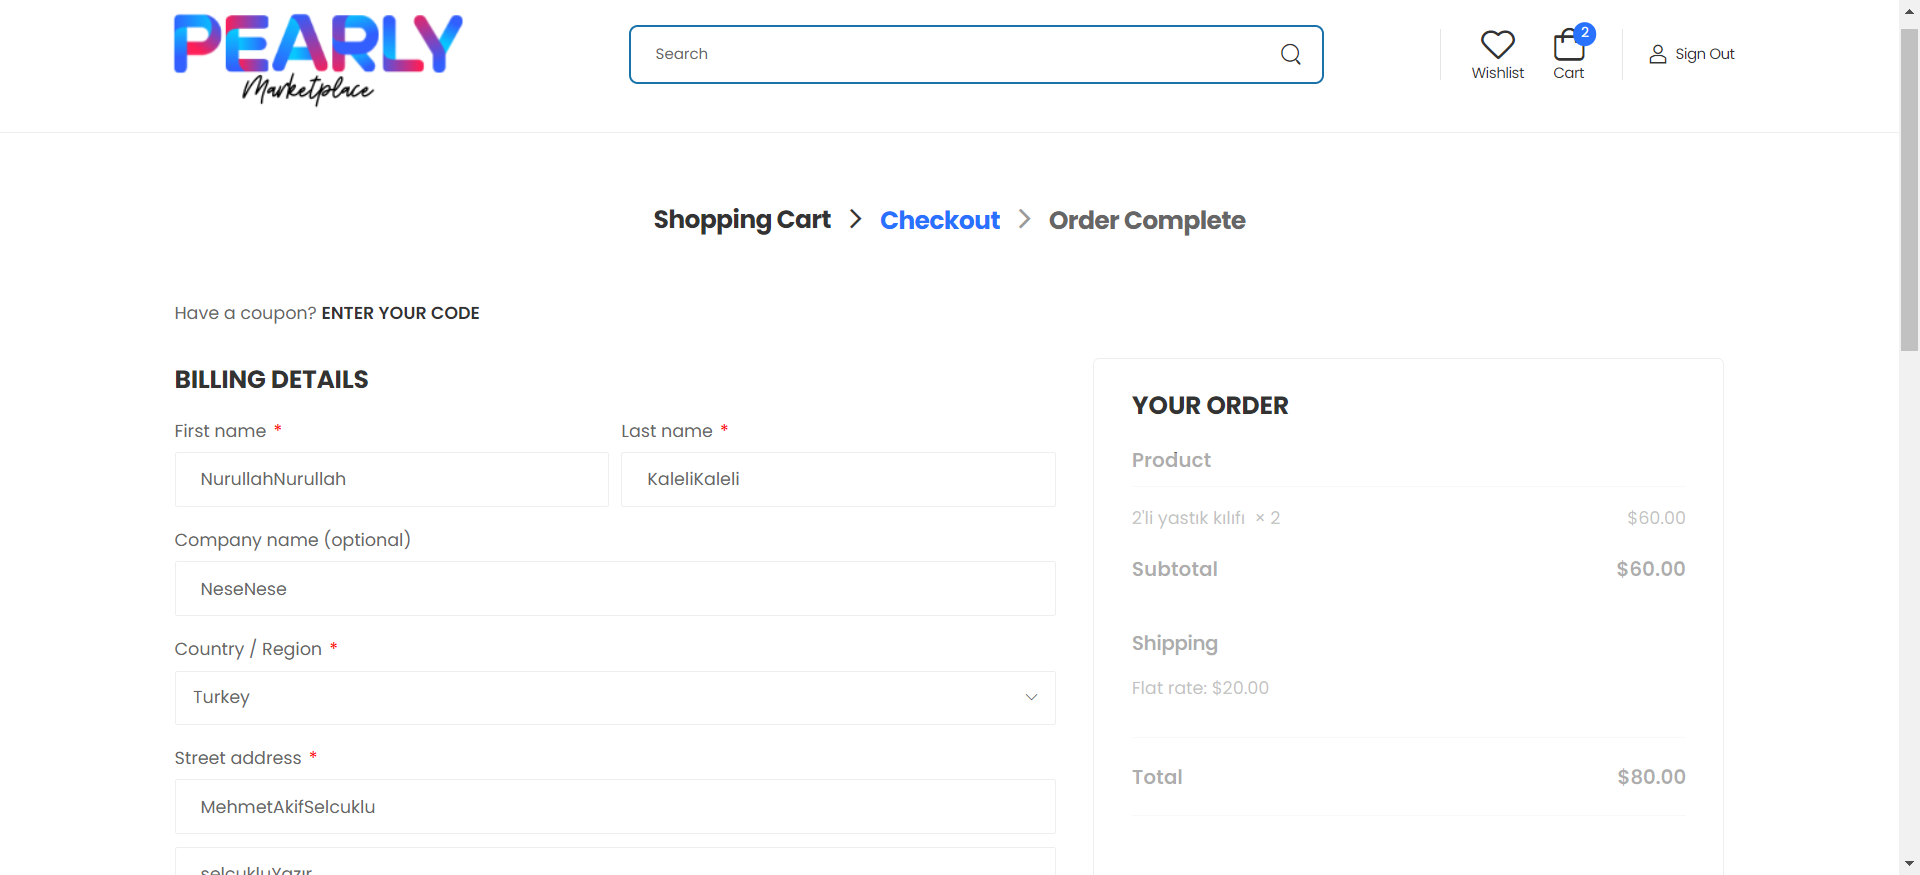 PEARLY
Marketplace
Search
Wishlist
2
Cart
Sign Out
Shopping Cart > Checkout > Order Complete
Have a coupon? ENTER YOUR CODE
BILLING DETAILS
First name *
Last name *
NurullahNurullah
KaleliKaleli
Company name (optional)
NeseNese
Country / Region *
Turkey
Street address *
MehmetAkifSelcuklu
selcukluYazır
YOUR ORDER
Product
2'li yastık kılıfı × 2 $60.00
Subtotal $60.00
Shipping
Flat rate: $20.00
Total $80.00